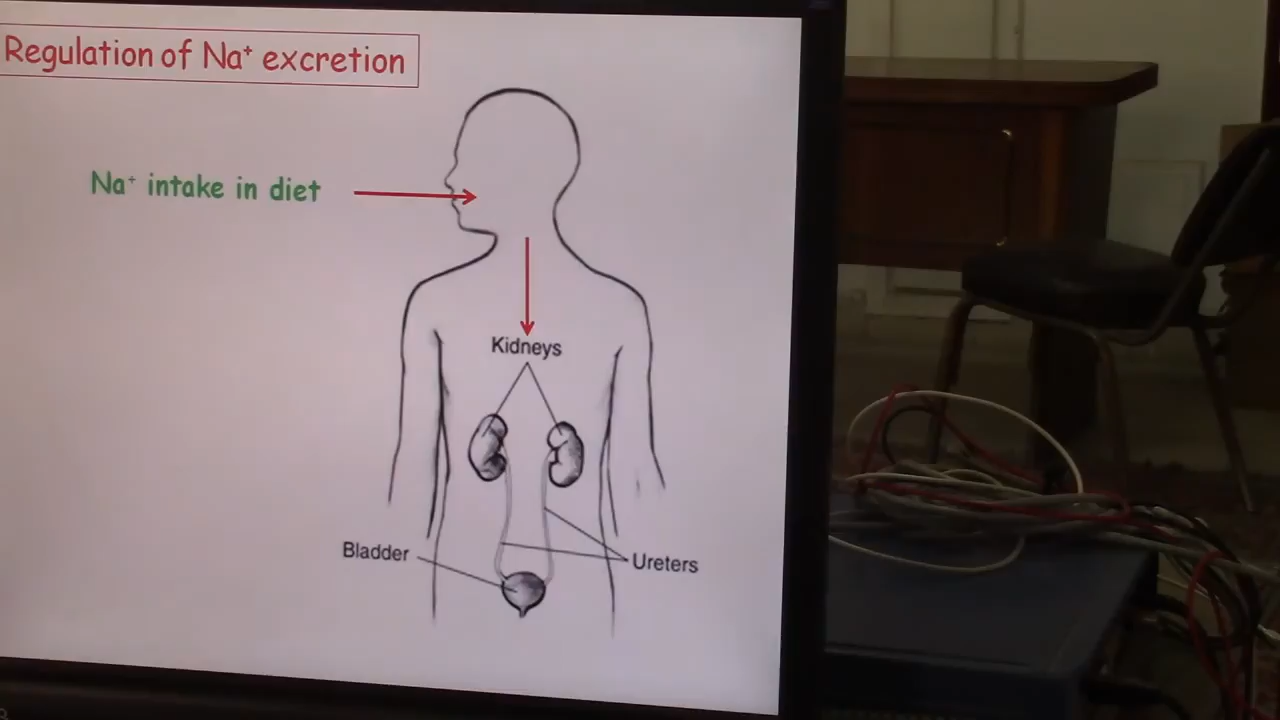 Regulation of Na⁺ excretion
Na⁺ intake in diet
Kidneys
Bladder
Ureters